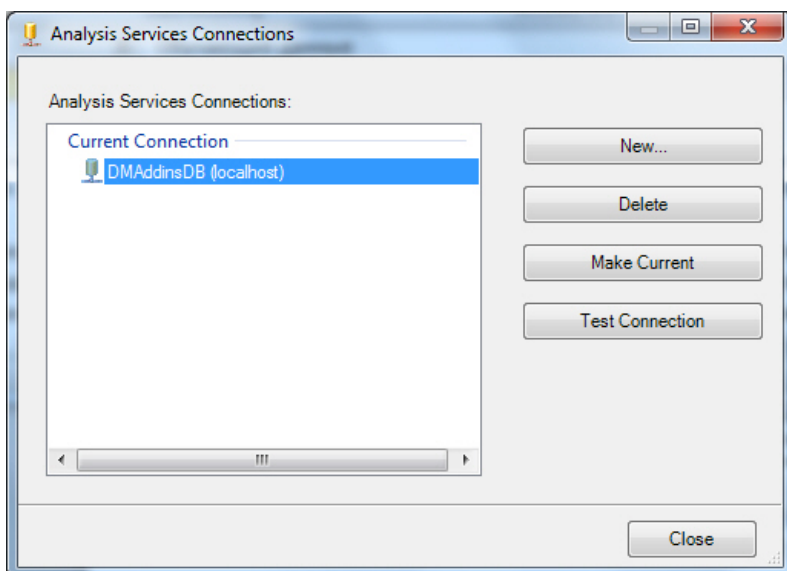 Analysis Services Connections
Analysis Services Connections:
Current Connection
DMAddinsDB (localhost)
New...
Delete
Make Current
Test Connection
Close